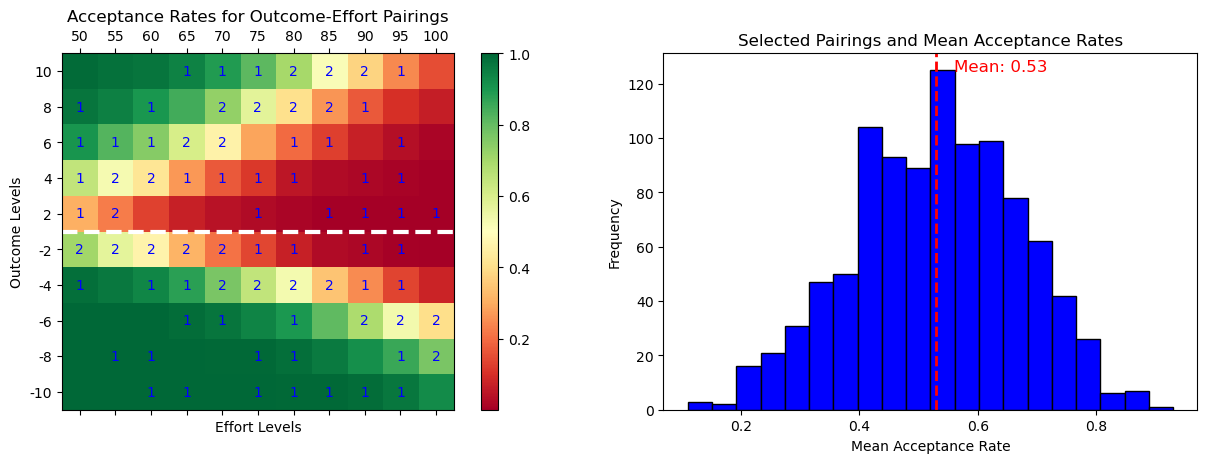 Acceptance Rates for Outcome-Effort Pairings
50 55 60 65 70 75 80 85 90 95 100
10 1 1 1 2 2 2 1
8 1 1 2 2 2 2 1
6 1 1 1 2 2 1 1 1
4 1 2 2 1 1 1 1 1 1
2 1 2 1 1 1 1 1
-2 2 2 2 2 2 1 1 1 1
-4 1 1 1 2 2 2 2 1 1
-6 1 1 1 2 2 2
-8 1 1 1 1 1 2
-10 1 1 1 1 1 1 1
Outcome Levels
Effort Levels
1.0
0.8
0.6
0.4
0.2
Selected Pairings and Mean Acceptance Rates
Mean: 0.53
120
100
80
60
40
20
0
Frequency
0.2 0.4 0.6 0.8
Mean Acceptance Rate